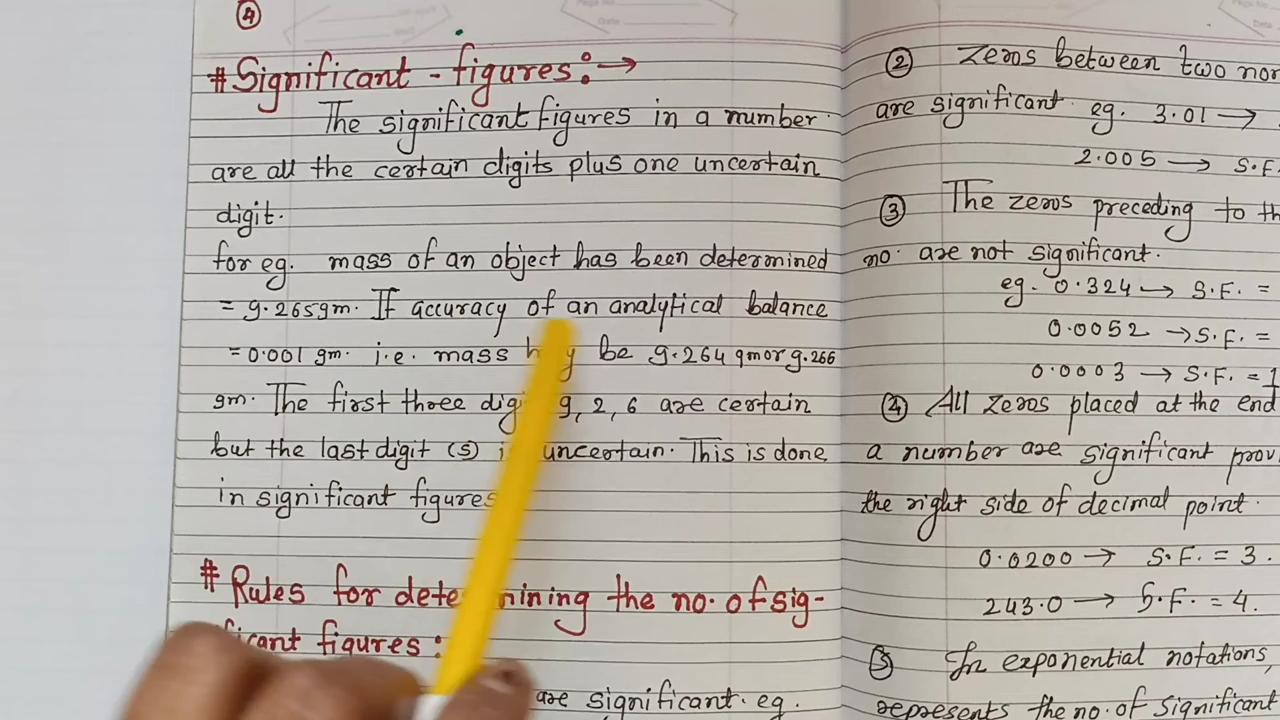 4
# Significant - figures :→
The significant figures in a number
are all the certain digits plus one uncertain
digit.
for eg. mass of an object has been determined
= 9.265gm. If accuracy of an analytical balance
= 0.001 gm. i.e. mass be 9.264 gm or 9.266
gm. The first three 9, 2, 6 are certain
but the last digit (5) uncertain. This is done
in significant figures
# Rules for determining the no. of sig-
figures :
are significant. eg.
② Zeros between two
are significant. eg. 3.01 →
2.005 → S.F.
③ The zeros preceding to
no. are not significant.
eg. 0.324 → S.F. =
0.0052 → S.F. =
0.0003 → S.F. = 1
④ All zeros placed at the end
a number are significant
the right side of decimal point.
0.0200 → S.F. = 3.
243.0 → S.F. = 4.
⑤ In exponential notations,
represents the no. of significant